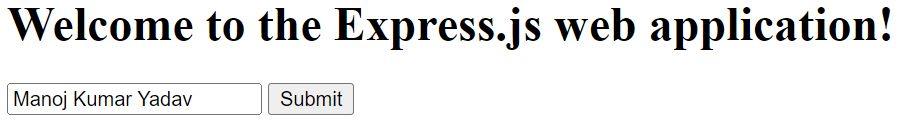 Welcome to the Express.js web application!
Manoj Kumar Yadav Submit